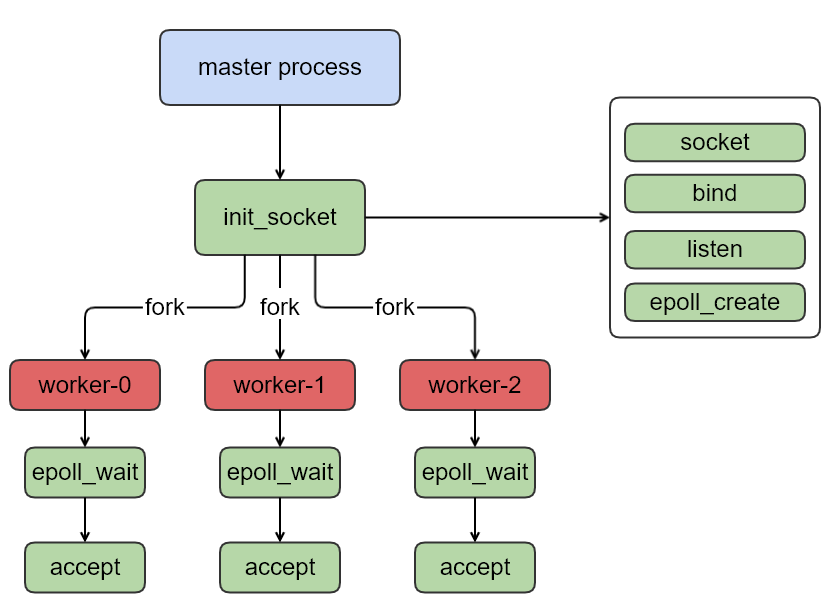 master process
init_socket
socket
bind
listen
epoll_create
fork
fork
fork
worker-0
worker-1
worker-2
epoll_wait
epoll_wait
epoll_wait
accept
accept
accept